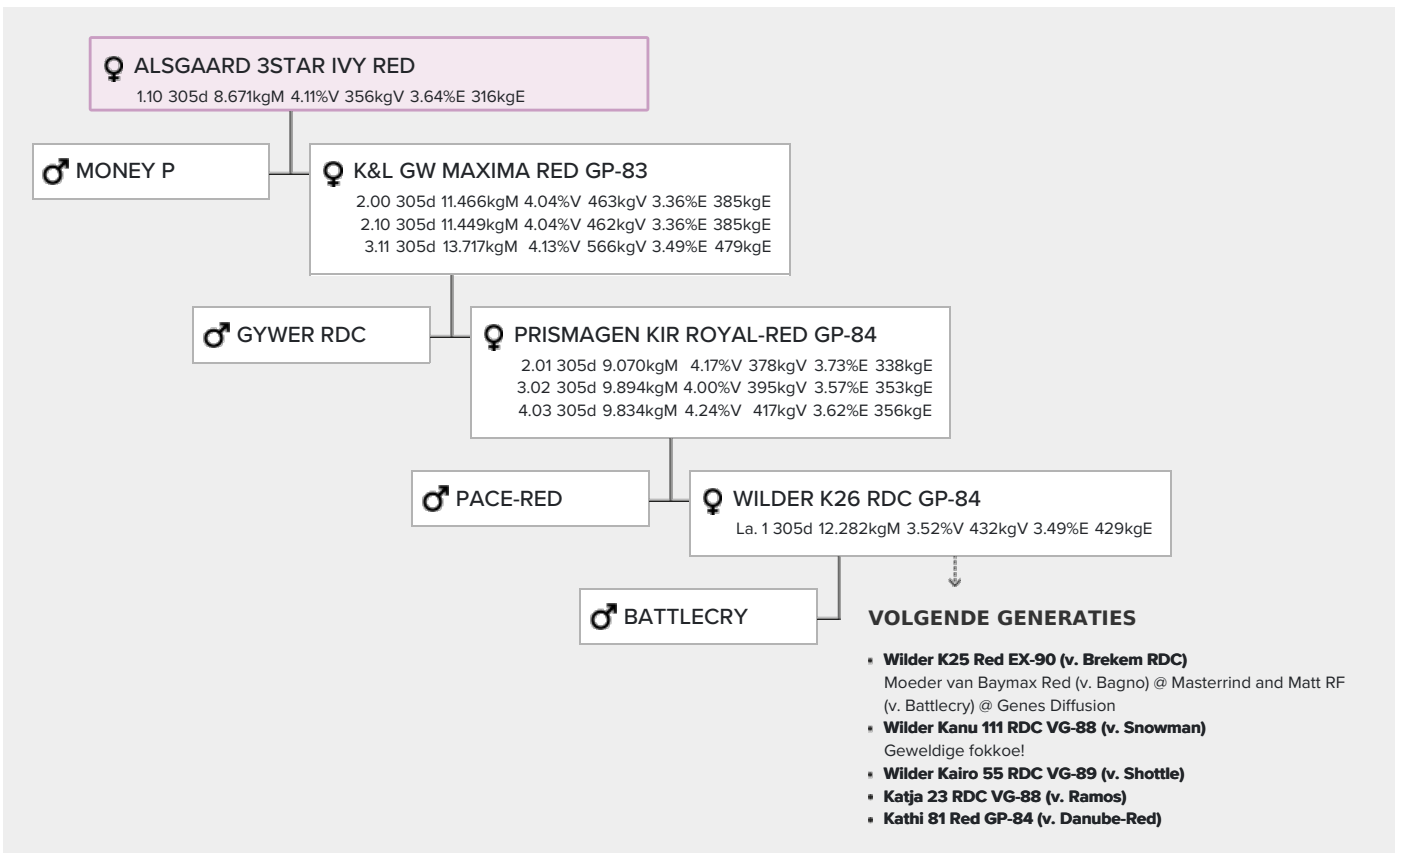 ALSGAARD 3STAR IVY RED
1.10 305d 8.671kgM 4.11%V 356kgV 3.64%E 316kgE
MONEY P
K&L GW MAXIMA RED GP-83
2.00 305d 11.466kgM 4.04%V 463kgV 3.36%E 385kgE
2.10 305d 11.449kgM 4.04%V 462kgV 3.36%E 385kgE
3.11 305d 13.717kgM 4.13%V 566kgV 3.49%E 479kgE
GYWER RDC
PRISMAGEN KIR ROYAL-RED GP-84
2.01 305d 9.070kgM 4.17%V 378kgV 3.73%E 338kgE
3.02 305d 9.894kgM 4.00%V 395kgV 3.57%E 353kgE
4.03 305d 9.834kgM 4.24%V 417kgV 3.62%E 356kgE
PACE-RED
WILDER K26 RDC GP-84
La. 1 305d 12.282kgM 3.52%V 432kgV 3.49%E 429kgE
BATTLECRY
VOLGENDE GENERATIES
• Wilder K25 Red EX-90 (v. Brekem RDC)
Moeder van Baymax Red (v. Bagno) @ Masterrind and Matt RF
(v. Battlecry) @ Genes Diffusion
• Wilder Kanu 111 RDC VG-88 (v. Snowman)
Geweldige fokkoe!
• Wilder Kairo 55 RDC VG-89 (v. Shottle)
• Katja 23 RDC VG-88 (v. Ramos)
• Kathi 81 Red GP-84 (v. Danube-Red)